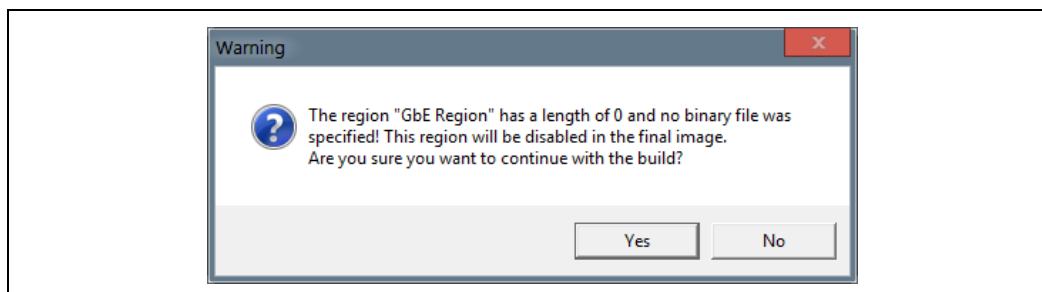 Warning
x
The region "GbE Region" has a length of 0 and no binary file was
specified! This region will be disabled in the final image.
Are you sure you want to continue with the build?
Yes No